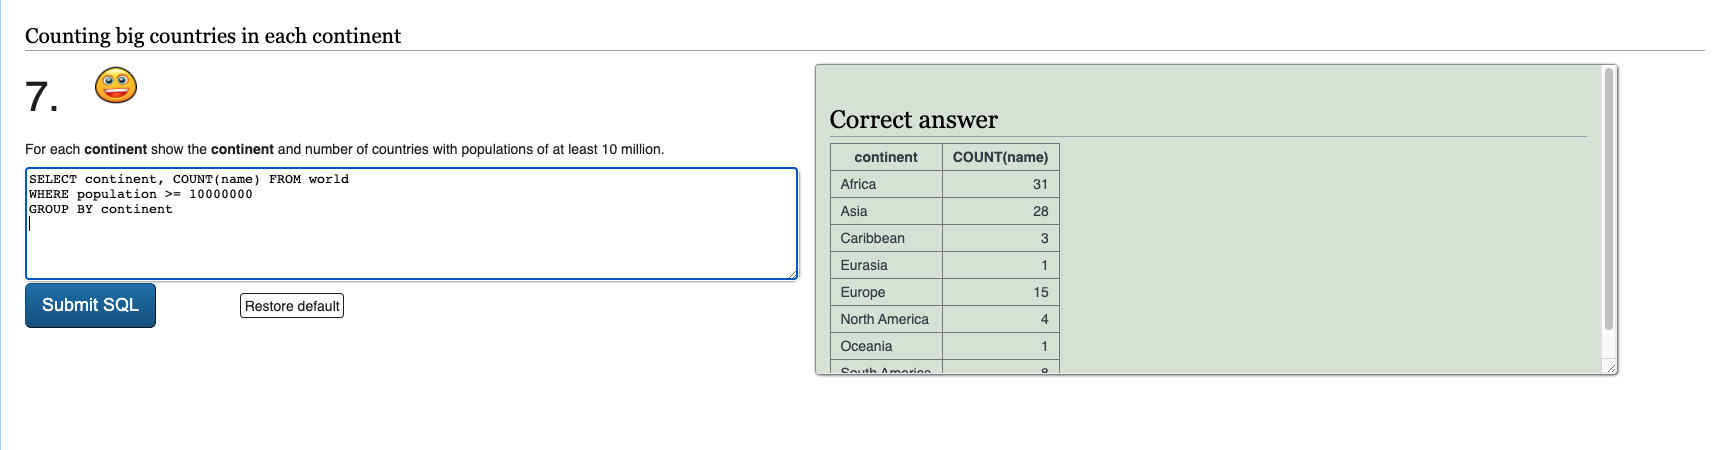 Counting big countries in each continent
7.
For each continent show the continent and number of countries with populations of at least 10 million.
SELECT continent, COUNT(name) FROM world
WHERE population >= 10000000
GROUP BY continent
Submit SQL
Restore default
Correct answer
continent COUNT(name)
Africa 31
Asia 28
Caribbean 3
Eurasia 1
Europe 15
North America 4
Oceania 1
South America 8